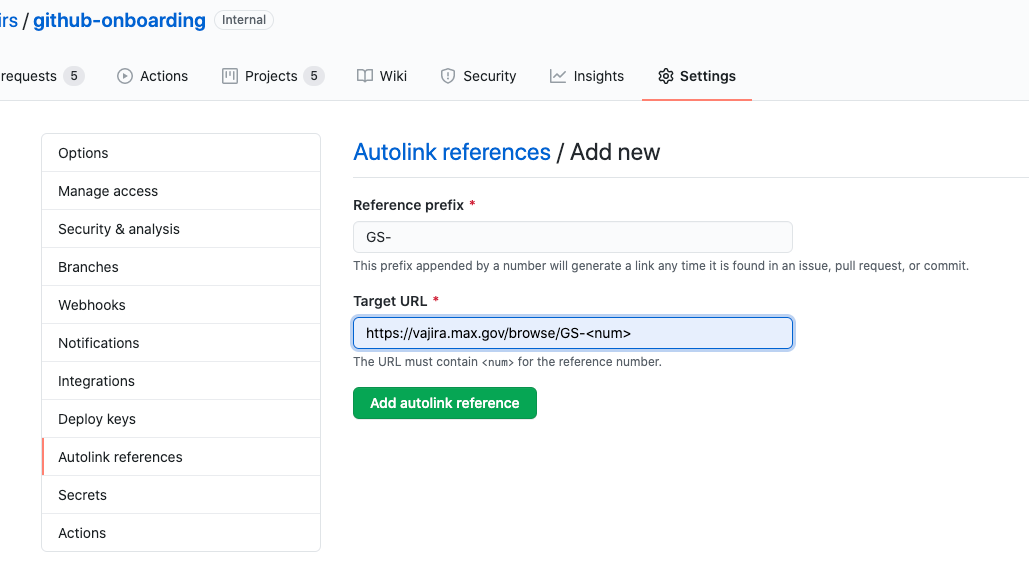 irs / github-onboarding Internal
requests 5 Actions Projects 5 Wiki Security Insights Settings
Options
Manage access
Security & analysis
Branches
Webhooks
Notifications
Integrations
Deploy keys
Autolink references
Secrets
Actions
Autolink references / Add new
Reference prefix *
GS-
This prefix appended by a number will generate a link any time it is found in an issue, pull request, or commit.
Target URL *
https://vajira.max.gov/browse/GS-<num>
The URL must contain <num> for the reference number.
Add autolink reference